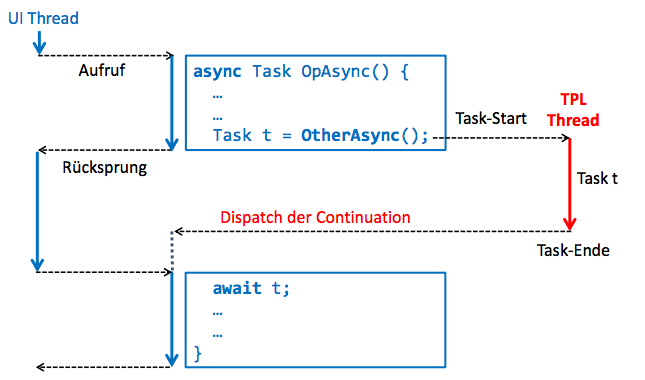 UI Thread
Aufruf
async Task OpAsync() {
…
…
Task t = OtherAsync();
Task-Start
TPL
Thread
Rücksprung
Task t
Dispatch der Continuation
Task-Ende
await t;
…
…
}